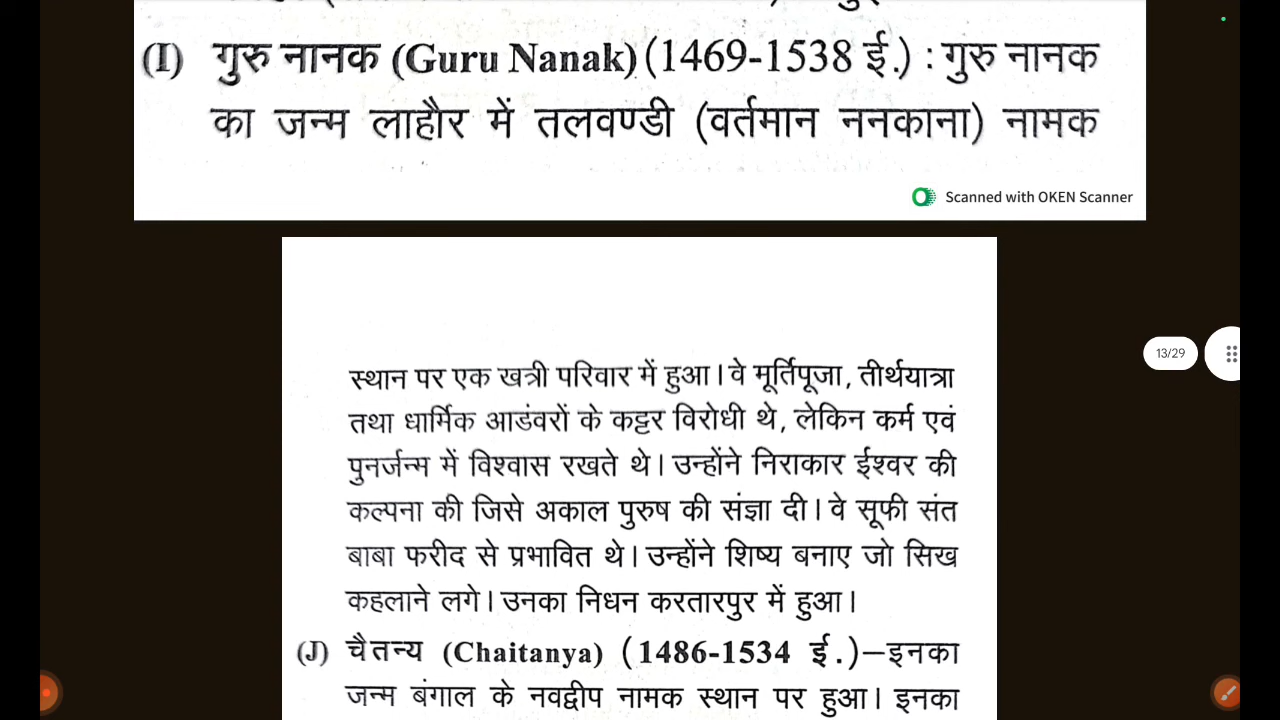 (I) गुरु नानक (Guru Nanak) (1469-1538 ई.) : गुरु नानक
का जन्म लाहौर में तलवण्डी (वर्तमान ननकाना) नामक
Scanned with OKEN Scanner
13/29
स्थान पर एक खत्री परिवार में हुआ। वे मूर्तिपूजा, तीर्थयात्रा
तथा धार्मिक आडंवरों के कट्टर विरोधी थे, लेकिन कर्म एवं
पुनर्जन्म में विश्वास रखते थे। उन्होंने निराकार ईश्वर की
कल्पना की जिसे अकाल पुरुष की संज्ञा दी। वे सूफी संत
बाबा फरीद से प्रभावित थे। उन्होंने शिष्य बनाए जो सिख
कहलाने लगे। उनका निधन करतारपुर में हुआ।
(J) चैतन्य (Chaitanya) (1486-1534 ई.)–इनका
जन्म बंगाल के नवद्वीप नामक स्थान पर हुआ। इनका